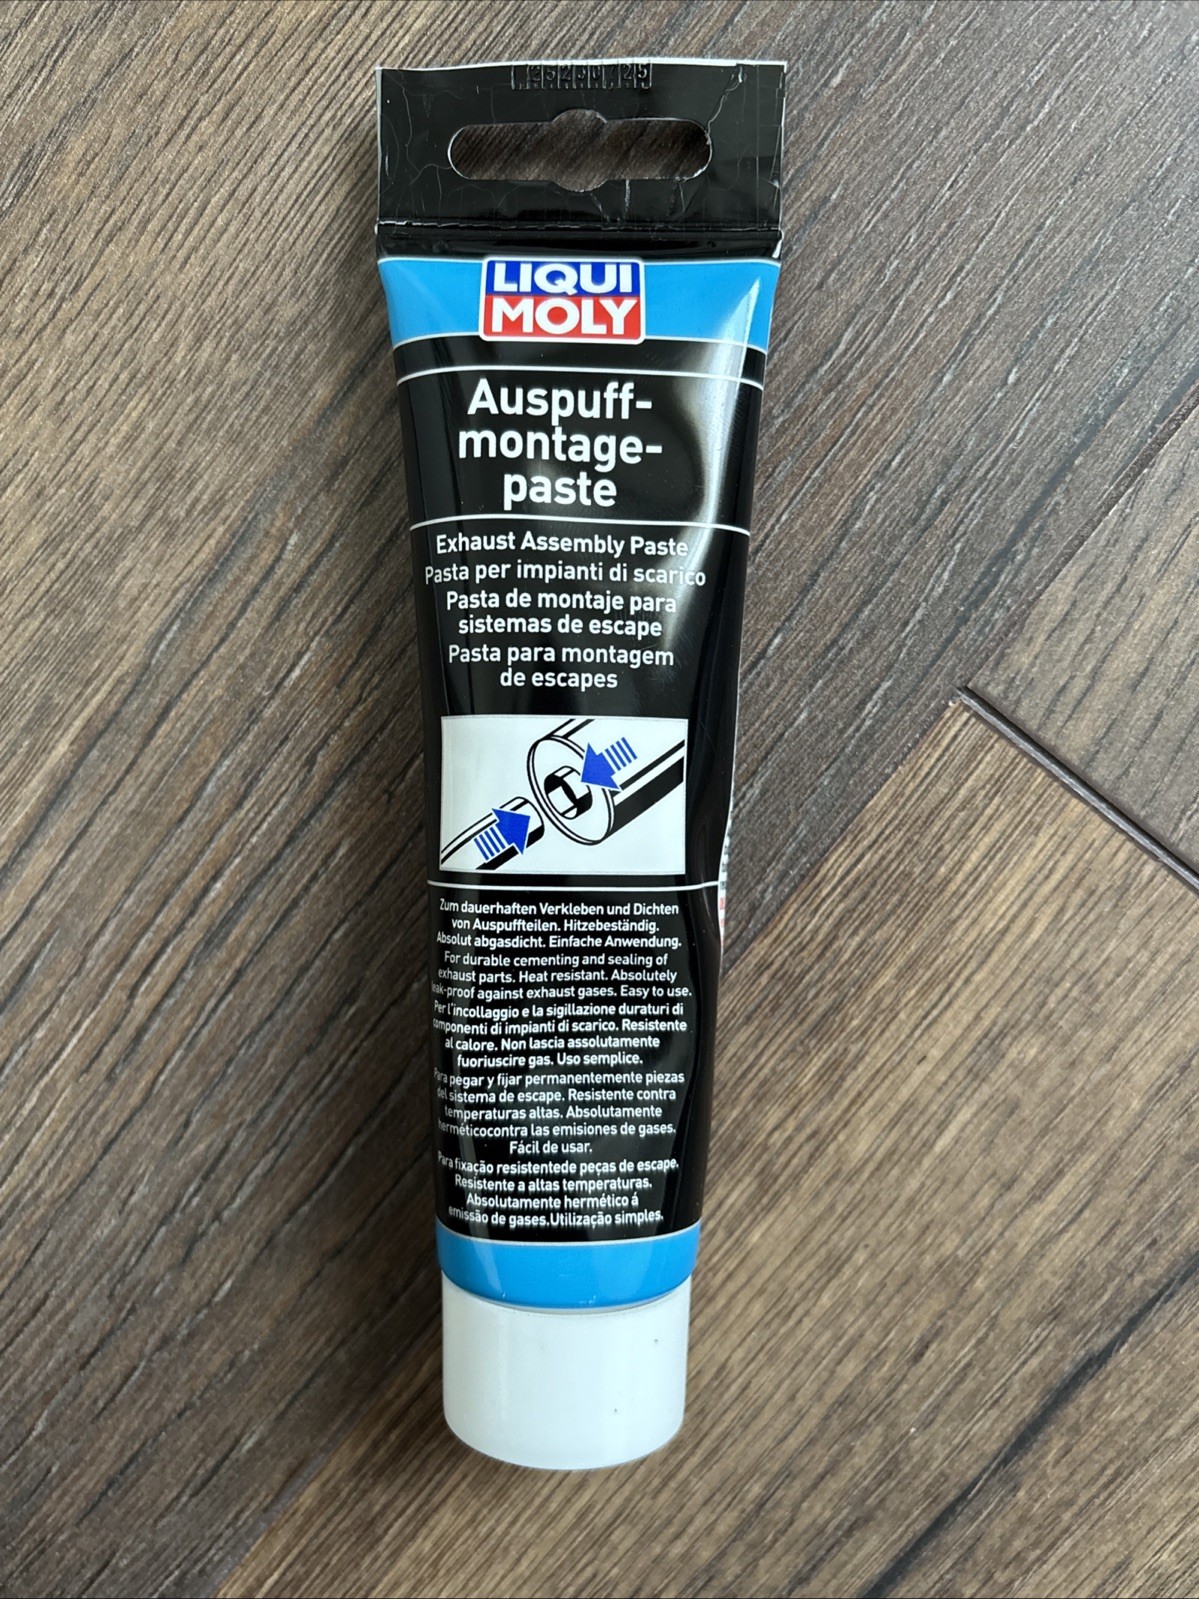 LIQUI
MOLY
Auspuff-
montage-
paste
Exhaust Assembly Paste
Pasta per impianti di scarico
Pasta de montaje para
sistemas de escape
Pasta para montagem
de escapes
Zum dauerhaften Verkleben und Dichten
von Auspuffteilen. Hitzebeständig.
Absolut abgasdicht. Einfache Anwendung.
For durable cementing and sealing of
exhaust parts. Heat resistant. Absolutely
eak-proof against exhaust gases. Easy to use.
Per l'incollaggio e la sigillazione duraturi di
componenti di impianti di scarico. Resistente
al calore. Non lascia assolutamente
fuoriuscire gas. Uso semplice.
Para pegar y fijar permanentemente piezas
del sistema de escape. Resistente contra
temperaturas altas. Absolutamente
herméticocontra las emisiones de gases.
Fácil de usar.
Para fixação resistentede peças de escape.
Resistente a altas temperaturas.
Absolutamente hermético á
emissão de gases.Utilização simples.